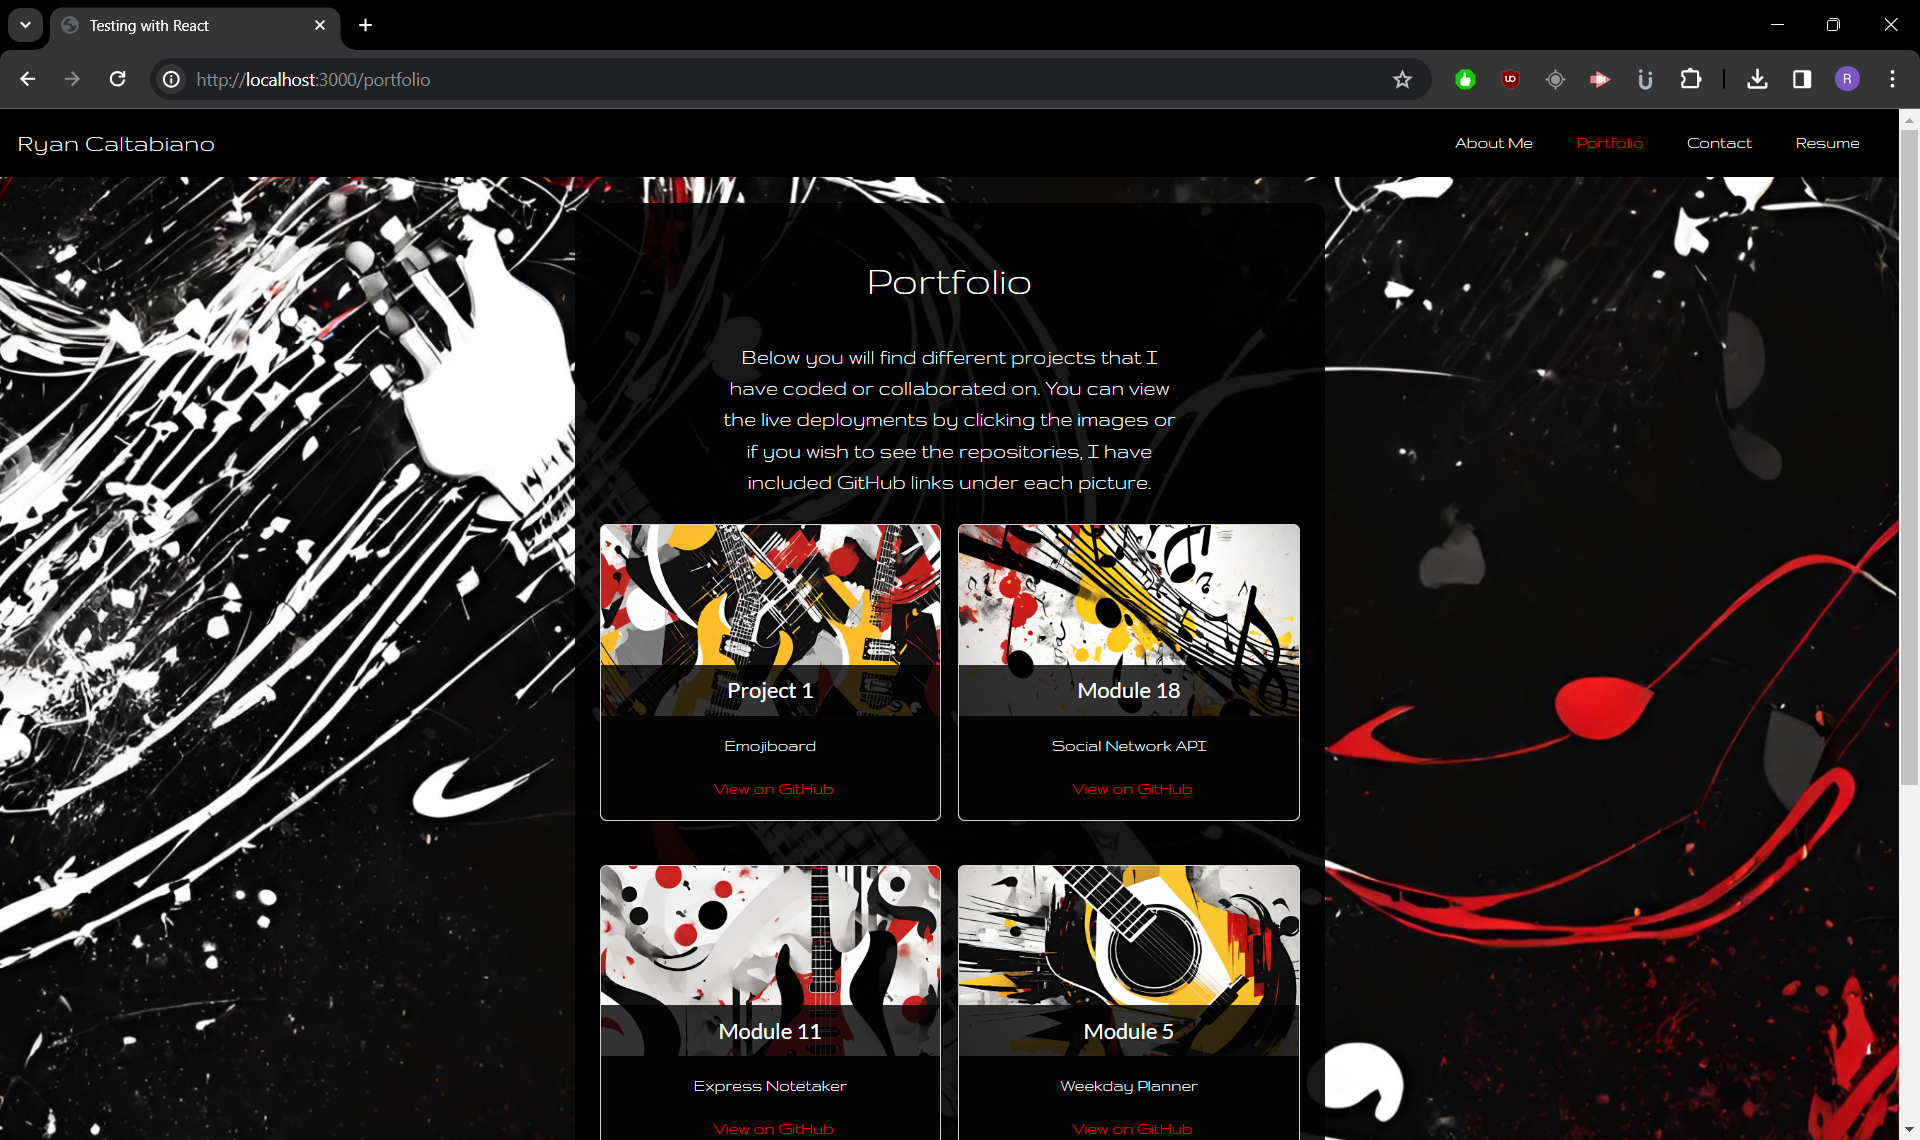 Testing with React
http://localhost:3000/portfolio
R
Ryan Caltabiano
About Me
Portfolio
Contact
Resume
Portfolio
Below you will find different projects that I
have coded or collaborated on. You can view
the live deployments by clicking the images or
if you wish to see the repositories, I have
included GitHub links under each picture.
Project 1
Emojiboard
View on GitHub
Module 18
Social Network API
View on GitHub
Module 11
Express Notetaker
View on GitHub
Module 5
Weekday Planner
View on GitHub